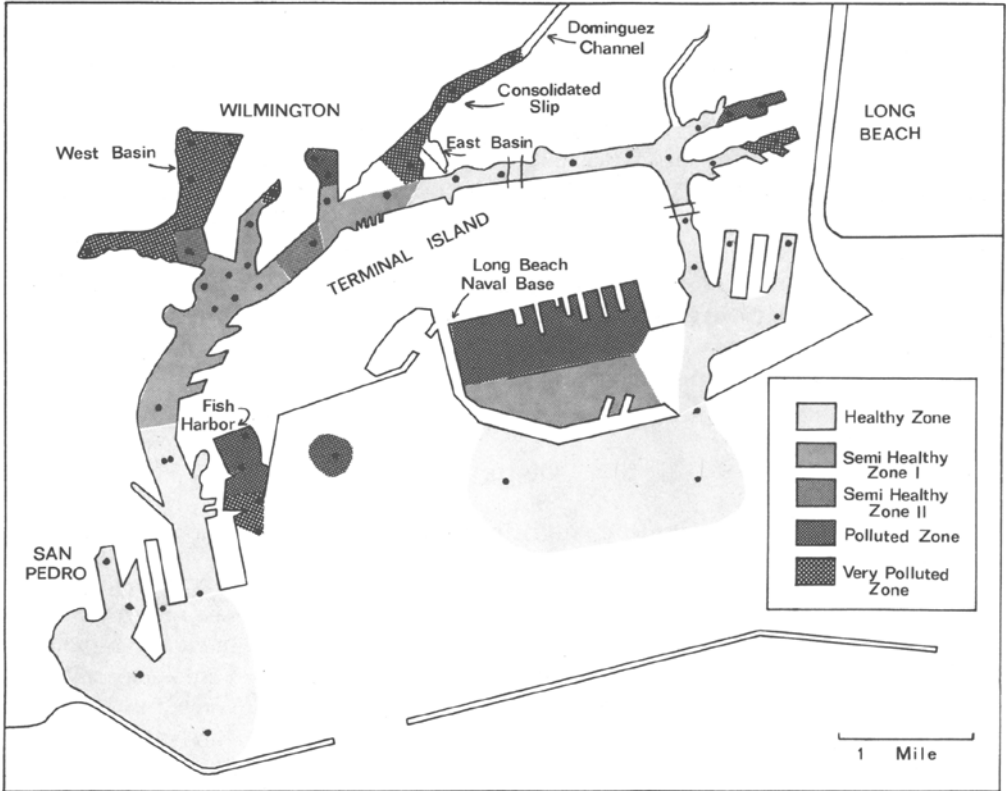 Dominguez
Channel
Consolidated
Slip
WILMINGTON
LONG
BEACH
West Basin
East Basin
TERMINAL ISLAND
Long Beach
Naval Base
Fish
Harbor
SAN
PEDRO
Healthy Zone
Semi Healthy
Zone I
Semi Healthy
Zone II
Polluted Zone
Very Polluted
Zone
1 Mile